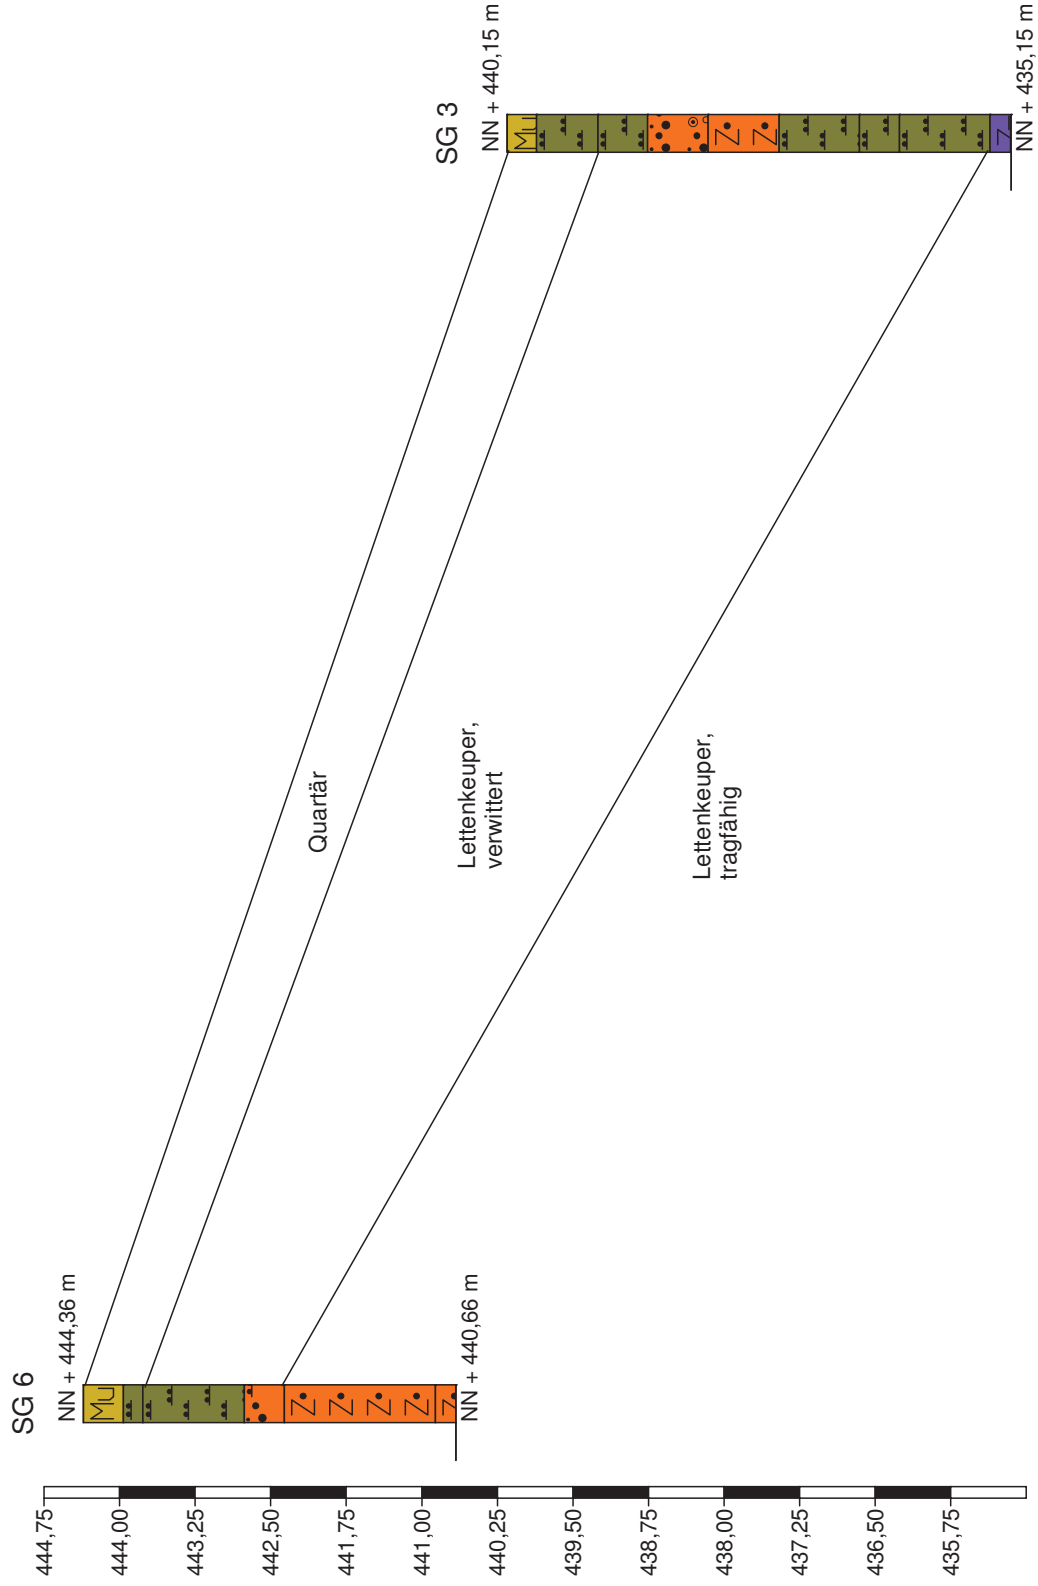 SG 6
NN + 444,36 m
Mu
Z
Z
Z
Z
Z
NN + 440,66 m
444,75
444,00
443,25
442,50
441,75
441,00
440,25
439,50
438,75
438,00
437,25
436,50
435,75
Quartär
Lettenkeuper,
verwittert
Lettenkeuper,
tragfähig
SG 3
NN + 440,15 m
Mu
Z
Z
Z
NN + 435,15 m